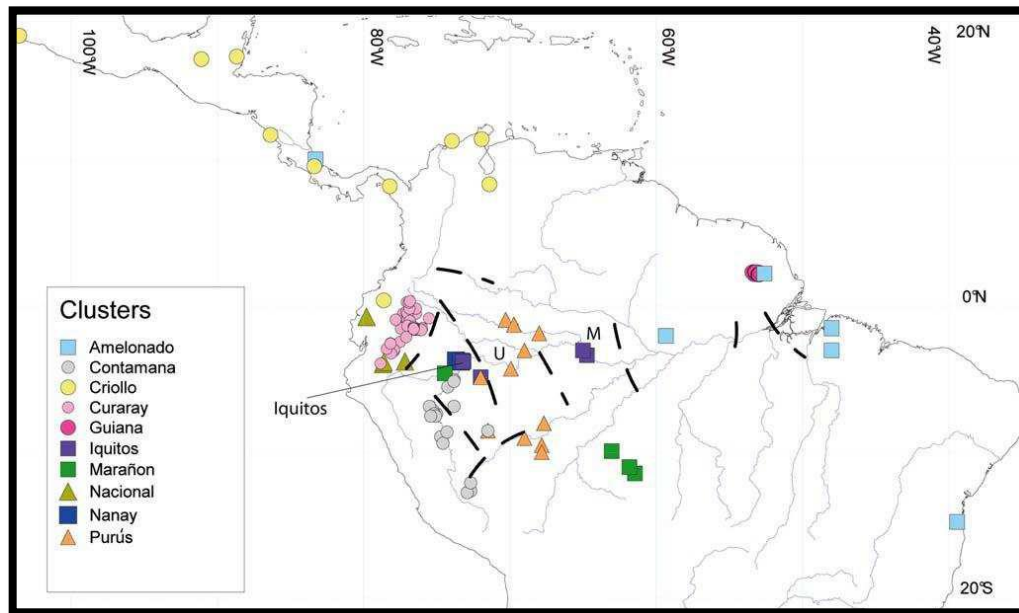 100°W
80°W
60°W
40°W
20°N
0°N
20°S
M
U
Iquitos
Clusters
Amelonado
Contamana
Criollo
Curaray
Guiana
Iquitos
Marañon
Nacional
Nanay
Purús